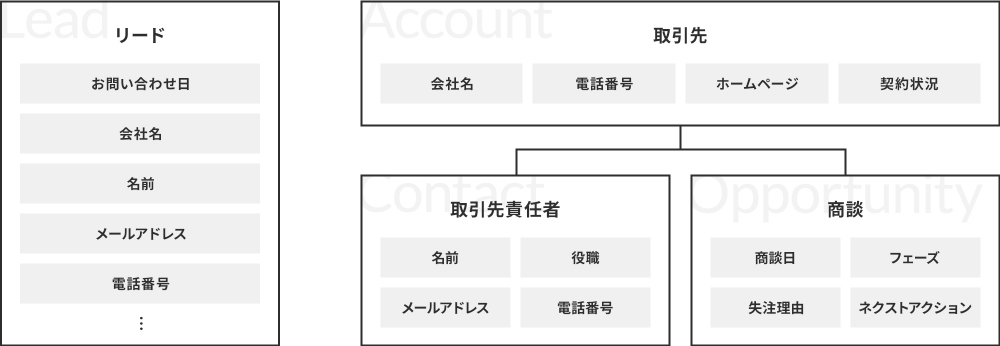 Lead
リード
お問い合わせ日
会社名
名前
メールアドレス
電話番号
⋮
Account
取引先
会社名
電話番号
ホームページ
契約状況
Contact
取引先責任者
名前
役職
メールアドレス
電話番号
Opportunity
商談
商談日
フェーズ
失注理由
ネクストアクション